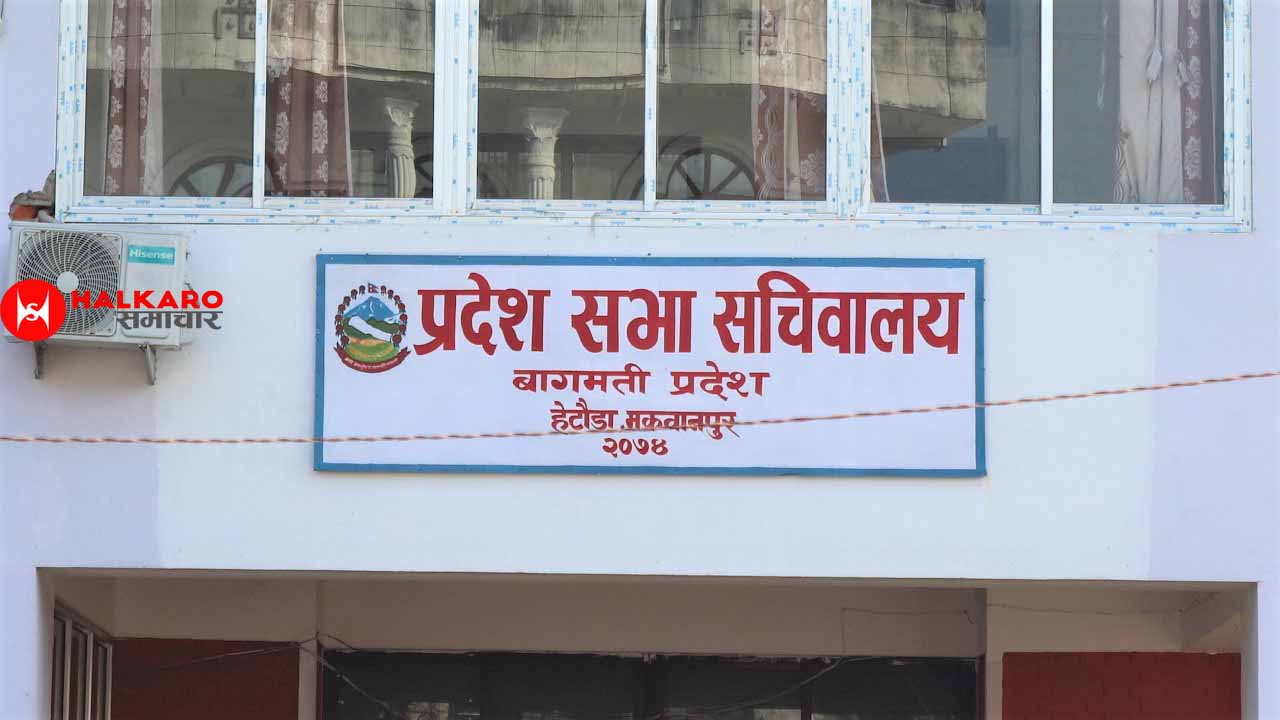 Hisense
HALKARO
समाचार
प्रदेश सभा सचिवालय
बागमती प्रदेश
हेटौडा, मकवानपुर
२०७४